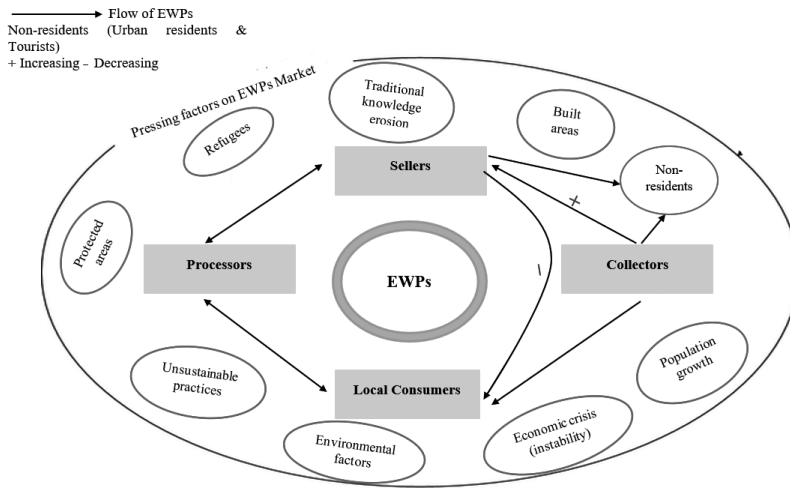 Flow of EWPs
Non-residents (Urban residents &
Tourists)
+ Increasing – Decreasing
Pressing factors on EWPs Market
Traditional
knowledge
erosion
Built
areas
Refugees
Non-
residents
Sellers
+
Protected
areas
Processors
EWPs
–
Collectors
Population
growth
Unsustainable
practices
Local Consumers
Economic crisis
(instability)
Environmental
factors